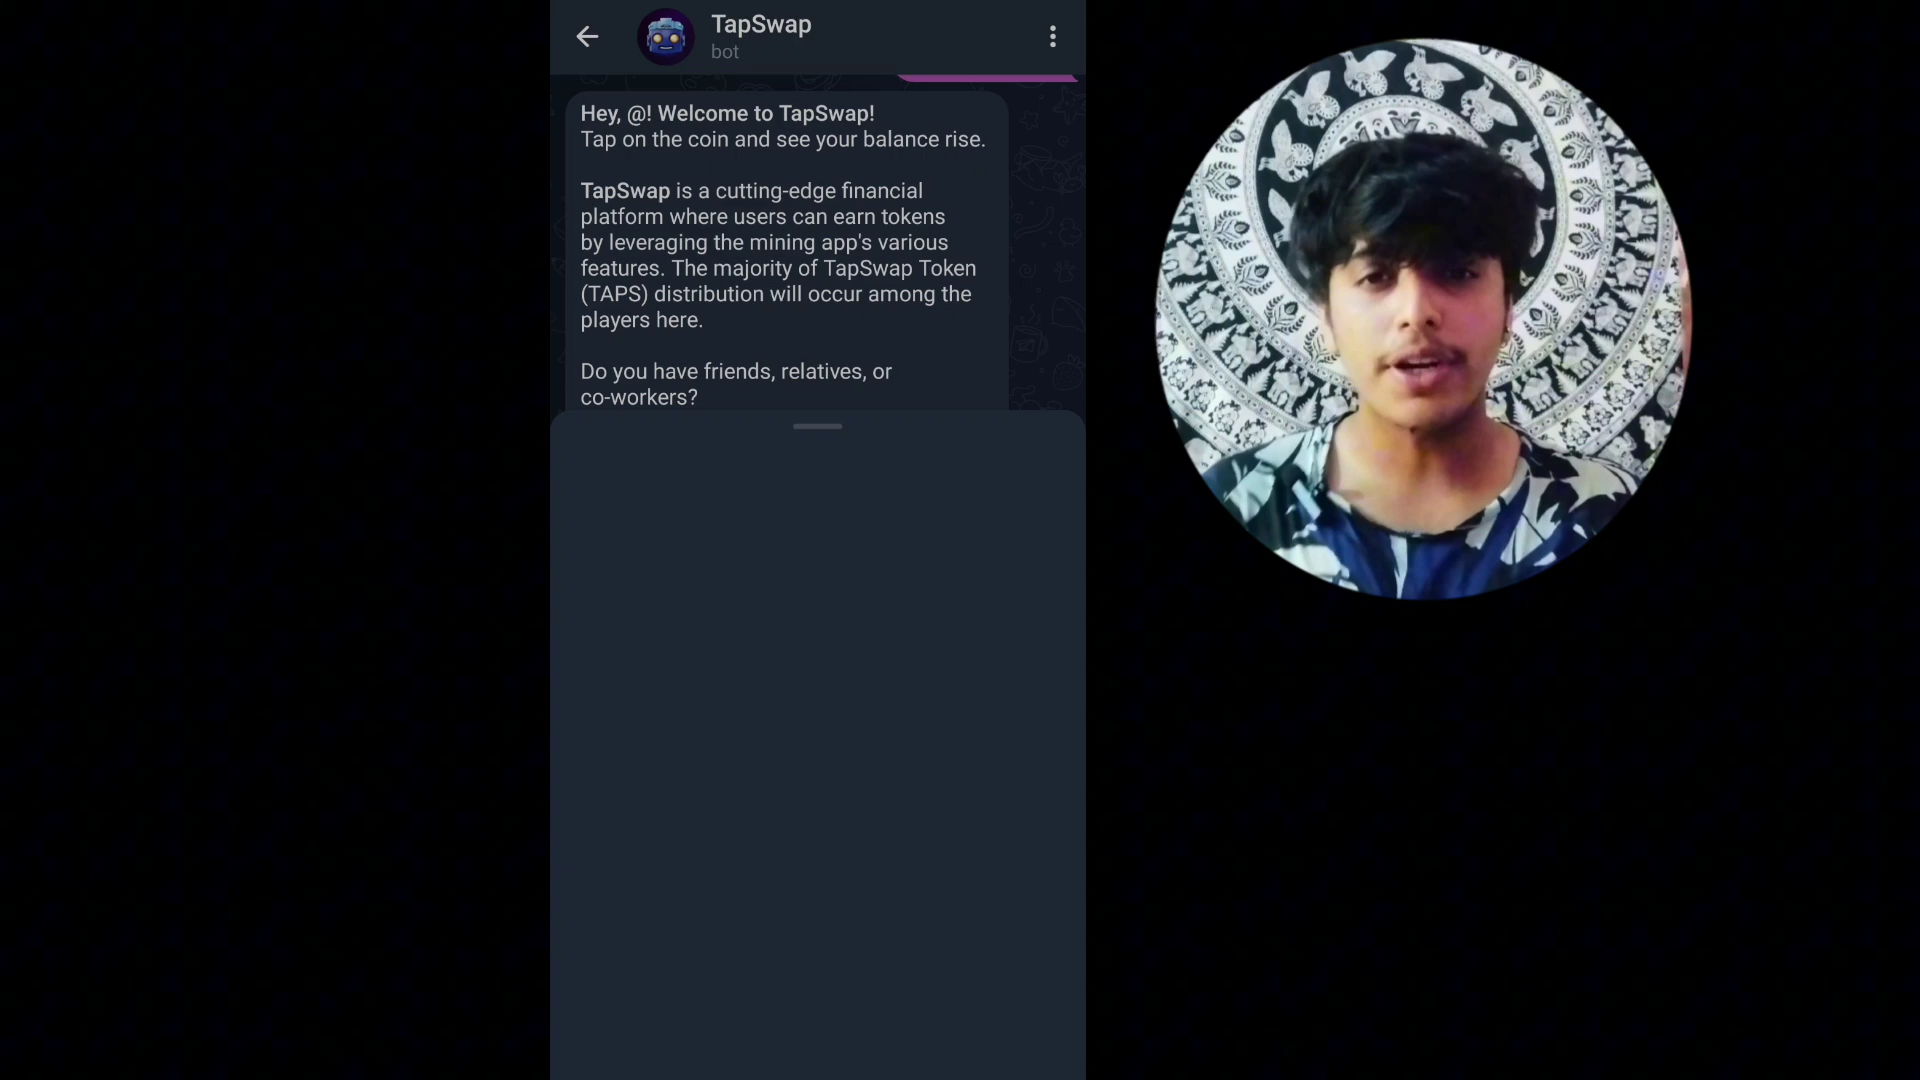 TapSwap
bot
Hey, @! Welcome to TapSwap!
Tap on the coin and see your balance rise.
TapSwap is a cutting-edge financial
platform where users can earn tokens
by leveraging the mining app's various
features. The majority of TapSwap Token
(TAPS) distribution will occur among the
players here.
Do you have friends, relatives, or
co-workers?